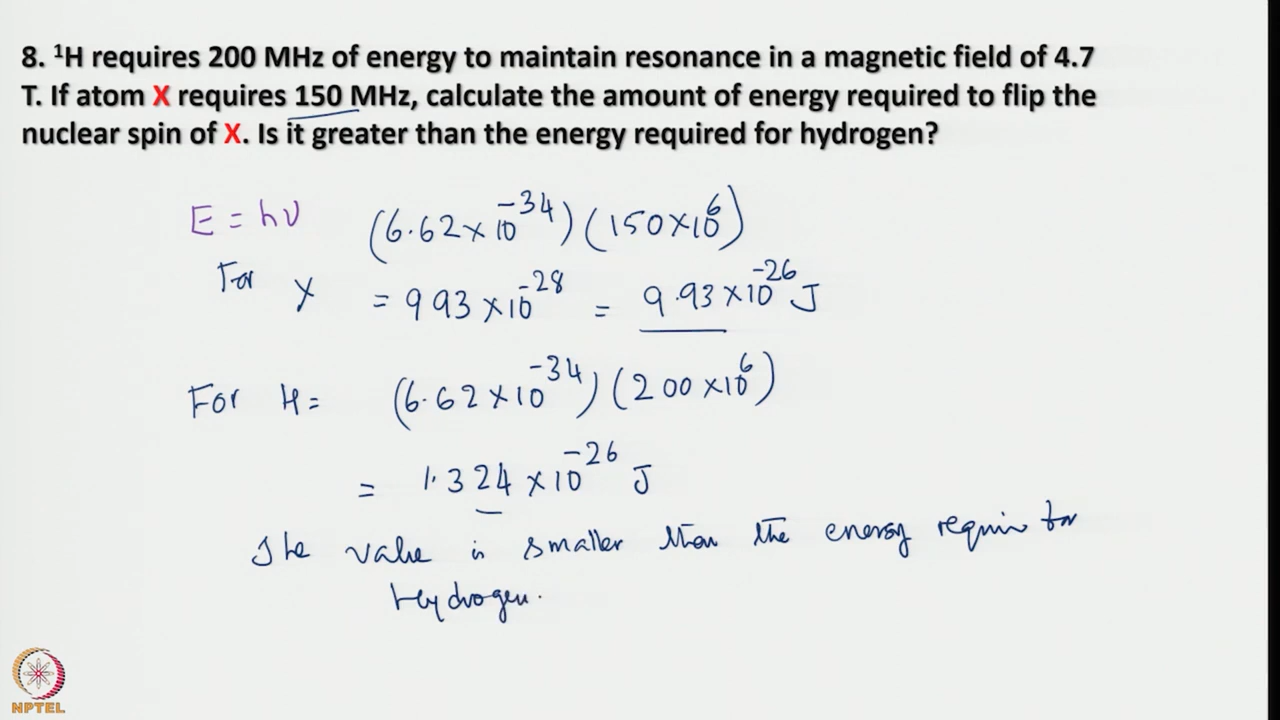 8. ¹H requires 200 MHz of energy to maintain resonance in a magnetic field of 4.7
T. If atom X requires 150 MHz, calculate the amount of energy required to flip the
nuclear spin of X. Is it greater than the energy required for hydrogen?
E = hν (6.62 × 10⁻³⁴) (150 × 10⁶)
For X = 993 × 10⁻²⁸ = 9.93 × 10⁻²⁶ J
For H = (6.62 × 10⁻³⁴) (200 × 10⁶)
= 1.324 × 10⁻²⁶ J
The value is smaller than the energy require for
Hydrogen.
NPTEL